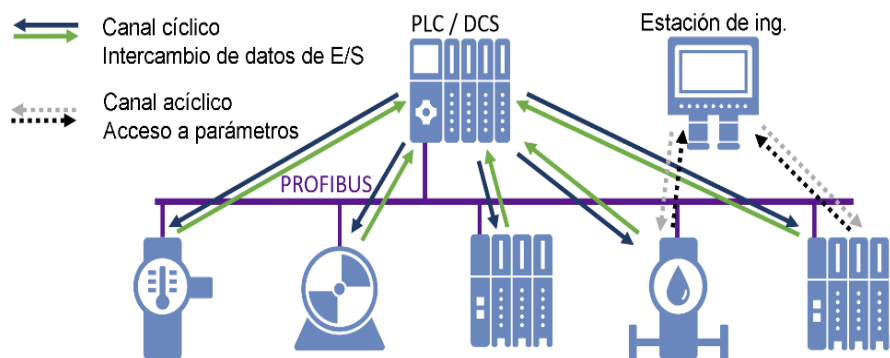 Canal cíclico
Intercambio de datos de E/S
Canal acíclico
Acceso a parámetros
PLC / DCS
Estación de ing.
PROFIBUS